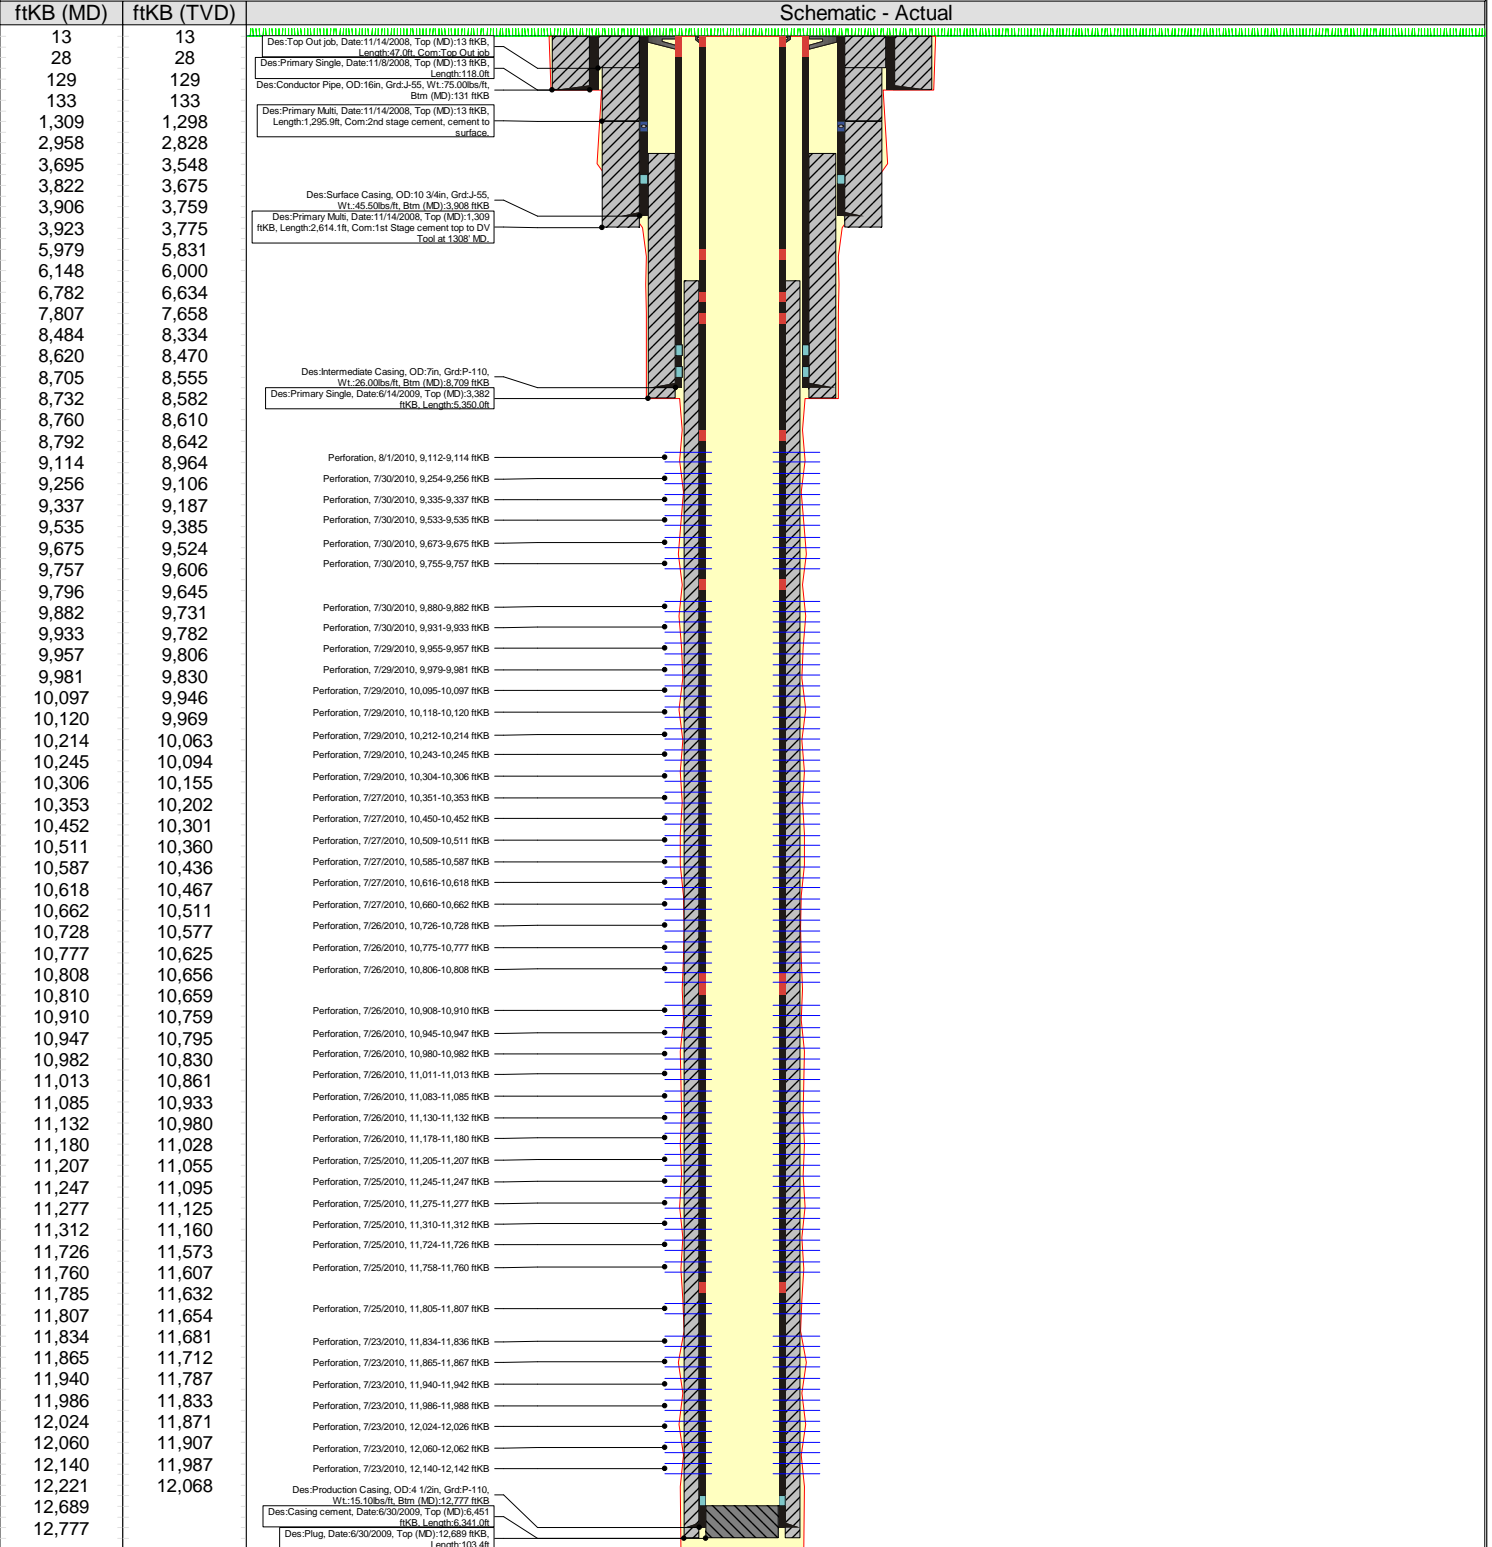 ftKB (MD) ftKB (TVD) Schematic - Actual
13 13
28 28
129 129
133 133
1,309 1,298
2,958 2,828
3,695 3,548
3,822 3,675
3,906 3,759
3,923 3,775
5,979 5,831
6,148 6,000
6,782 6,634
7,807 7,658
8,484 8,334
8,620 8,470
8,705 8,555
8,732 8,582
8,760 8,610
8,792 8,642
9,114 8,964
9,256 9,106
9,337 9,187
9,535 9,385
9,675 9,524
9,757 9,606
9,796 9,645
9,882 9,731
9,933 9,782
9,957 9,806
9,981 9,830
10,097 9,946
10,120 9,969
10,214 10,063
10,245 10,094
10,306 10,155
10,353 10,202
10,452 10,301
10,511 10,360
10,587 10,436
10,618 10,467
10,662 10,511
10,728 10,577
10,777 10,625
10,808 10,656
10,810 10,659
10,910 10,759
10,947 10,795
10,982 10,830
11,013 10,861
11,085 10,933
11,132 10,980
11,180 11,028
11,207 11,055
11,247 11,095
11,277 11,125
11,312 11,160
11,726 11,573
11,760 11,607
11,785 11,632
11,807 11,654
11,834 11,681
11,865 11,712
11,940 11,787
11,986 11,833
12,024 11,871
12,060 11,907
12,140 11,987
12,221 12,068
12,689
12,777
Des:Top Out job, Date:11/14/2008, Top (MD):13 ftKB,
Length:47.0ft, Com:Top Out job
Des:Primary Single, Date:11/8/2008, Top (MD):13 ftKB,
Length:118.0ft
Des:Conductor Pipe, OD:16in, Grd:J-55, Wt.:75.00lbs/ft,
Btm (MD):131 ftKB
Des:Primary Multi, Date:11/14/2008, Top (MD):13 ftKB,
Length:1,295.9ft, Com:2nd stage cement, cement to
surface.
Des:Surface Casing, OD:10 3/4in, Grd:J-55,
Wt.:45.50lbs/ft, Btm (MD):3,908 ftKB
Des:Primary Multi, Date:11/14/2008, Top (MD):1,309
ftKB, Length:2,614.1ft, Com:1st Stage cement top to DV
Tool at 1308' MD.
Des:Intermediate Casing, OD:7in, Grd:P-110,
Wt.:26.00lbs/ft, Btm (MD):8,709 ftKB
Des:Primary Single, Date:6/14/2009, Top (MD):3,382
ftKB, Length:5,350.0ft
Perforation, 8/1/2010, 9,112-9,114 ftKB
Perforation, 7/30/2010, 9,254-9,256 ftKB
Perforation, 7/30/2010, 9,335-9,337 ftKB
Perforation, 7/30/2010, 9,533-9,535 ftKB
Perforation, 7/30/2010, 9,673-9,675 ftKB
Perforation, 7/30/2010, 9,755-9,757 ftKB
Perforation, 7/30/2010, 9,880-9,882 ftKB
Perforation, 7/30/2010, 9,931-9,933 ftKB
Perforation, 7/29/2010, 9,955-9,957 ftKB
Perforation, 7/29/2010, 9,979-9,981 ftKB
Perforation, 7/29/2010, 10,095-10,097 ftKB
Perforation, 7/29/2010, 10,118-10,120 ftKB
Perforation, 7/29/2010, 10,212-10,214 ftKB
Perforation, 7/29/2010, 10,243-10,245 ftKB
Perforation, 7/29/2010, 10,304-10,306 ftKB
Perforation, 7/27/2010, 10,351-10,353 ftKB
Perforation, 7/27/2010, 10,450-10,452 ftKB
Perforation, 7/27/2010, 10,509-10,511 ftKB
Perforation, 7/27/2010, 10,585-10,587 ftKB
Perforation, 7/27/2010, 10,616-10,618 ftKB
Perforation, 7/27/2010, 10,660-10,662 ftKB
Perforation, 7/26/2010, 10,726-10,728 ftKB
Perforation, 7/26/2010, 10,775-10,777 ftKB
Perforation, 7/26/2010, 10,806-10,808 ftKB
Perforation, 7/26/2010, 10,908-10,910 ftKB
Perforation, 7/26/2010, 10,945-10,947 ftKB
Perforation, 7/26/2010, 10,980-10,982 ftKB
Perforation, 7/26/2010, 11,011-11,013 ftKB
Perforation, 7/26/2010, 11,083-11,085 ftKB
Perforation, 7/26/2010, 11,130-11,132 ftKB
Perforation, 7/26/2010, 11,178-11,180 ftKB
Perforation, 7/25/2010, 11,205-11,207 ftKB
Perforation, 7/25/2010, 11,245-11,247 ftKB
Perforation, 7/25/2010, 11,275-11,277 ftKB
Perforation, 7/25/2010, 11,310-11,312 ftKB
Perforation, 7/25/2010, 11,724-11,726 ftKB
Perforation, 7/25/2010, 11,758-11,760 ftKB
Perforation, 7/25/2010, 11,805-11,807 ftKB
Perforation, 7/23/2010, 11,834-11,836 ftKB
Perforation, 7/23/2010, 11,865-11,867 ftKB
Perforation, 7/23/2010, 11,940-11,942 ftKB
Perforation, 7/23/2010, 11,986-11,988 ftKB
Perforation, 7/23/2010, 12,024-12,026 ftKB
Perforation, 7/23/2010, 12,060-12,062 ftKB
Perforation, 7/23/2010, 12,140-12,142 ftKB
Des:Production Casing, OD:4 1/2in, Grd:P-110,
Wt.:15.10lbs/ft, Btm (MD):12,777 ftKB
Des:Casing cement, Date:6/30/2009, Top (MD):6,451
ftKB, Length:6,341.0ft
Des:Plug, Date:6/30/2009, Top (MD):12,689 ftKB,
Length:103.4ft